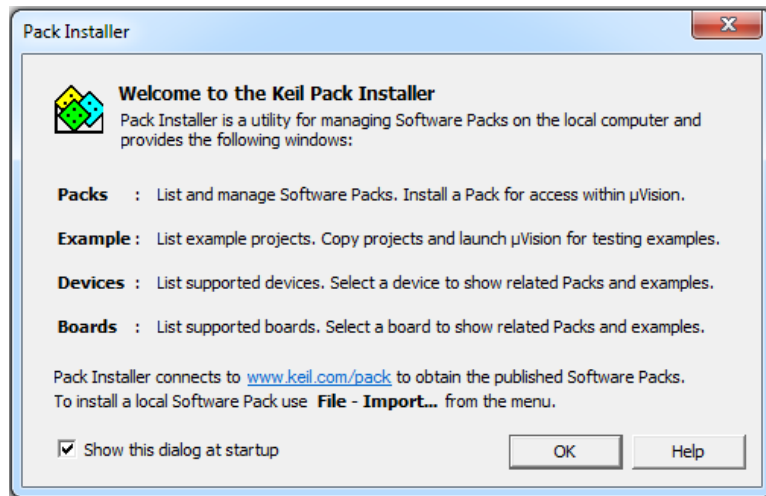 Pack Installer
Welcome to the Keil Pack Installer
Pack Installer is a utility for managing Software Packs on the local computer and
provides the following windows:
Packs : List and manage Software Packs. Install a Pack for access within µVision.
Example : List example projects. Copy projects and launch µVision for testing examples.
Devices : List supported devices. Select a device to show related Packs and examples.
Boards : List supported boards. Select a board to show related Packs and examples.
Pack Installer connects to www.keil.com/pack to obtain the published Software Packs.
To install a local Software Pack use File - Import... from the menu.
Show this dialog at startup
OK
Help